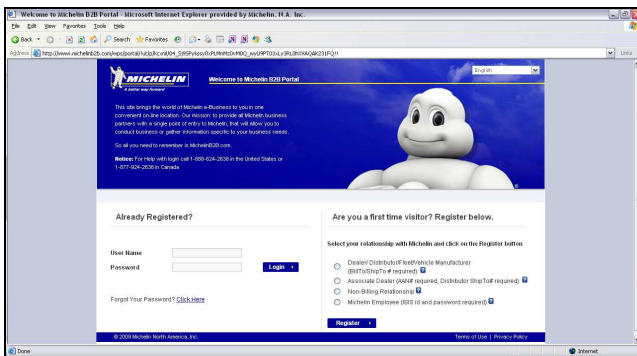 Welcome to Michelin B2B Portal - Microsoft Internet Explorer provided by Michelin, N.A. Inc.
File Edit View Favorites Tools Help
Back Search Favorites
Address
Links
MICHELIN
A better way forward
Welcome to Michelin B2B Portal
English
This site brings the world of Michelin e-Business to you in one
convenient on-line location. Our mission: to provide all Michelin business
partners with a single point of entry to Michelin, that will allow you to
conduct business or gather information specific to your business needs.
So all you need to remember is MichelinB2B.com.
Notice: For Help with login call 1-888-624-2638 in the United States or
1-877-924-2638 in Canada
Already Registered?
User Name
Password
Login
Forgot Your Password? Click Here
Are you a first time visitor? Register below.
Select your relationship with Michelin and click on the Register button
Dealer/ Distributor/Fleet/Vehicle Manufacturer
(BillTo/ShipTo # required) ?
Associate Dealer (AAN# required, Distributor ShipTo# required) ?
Non-Billing Relationship ?
Michelin Employee (ISIS id and password required) ?
Register
© 2009 Michelin North America, Inc.
Terms of Use | Privacy Policy
Done
Internet